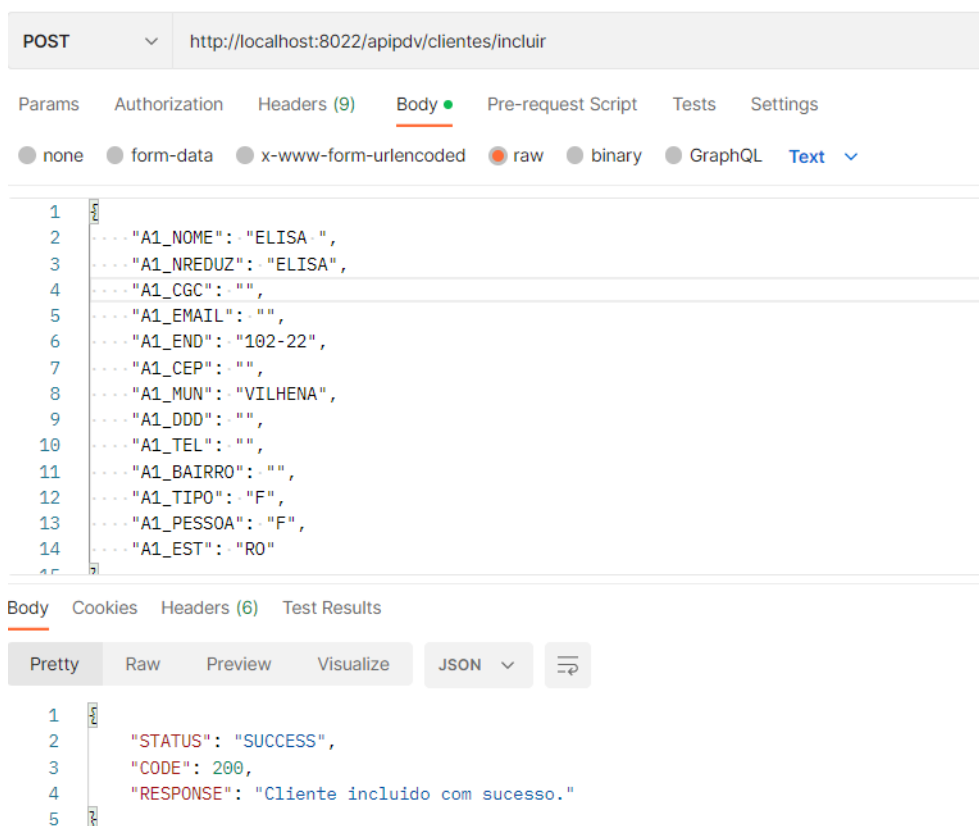 POST http://localhost:8022/apipdv/clientes/incluir
Params Authorization Headers (9) Body Pre-request Script Tests Settings
none form-data x-www-form-urlencoded raw binary GraphQL Text
1 {
2 "A1_NOME": "ELISA ",
3 "A1_NREDUZ": "ELISA",
4 "A1_CGC": "",
5 "A1_EMAIL": "",
6 "A1_END": "102-22",
7 "A1_CEP": "",
8 "A1_MUN": "VILHENA",
9 "A1_DDD": "",
10 "A1_TEL": "",
11 "A1_BAIRRO": "",
12 "A1_TIPO": "F",
13 "A1_PESSOA": "F",
14 "A1_EST": "RO"
15 }
Body Cookies Headers (6) Test Results
Pretty Raw Preview Visualize JSON
1 {
2 "STATUS": "SUCCESS",
3 "CODE": 200,
4 "RESPONSE": "Cliente incluido com sucesso."
5 }